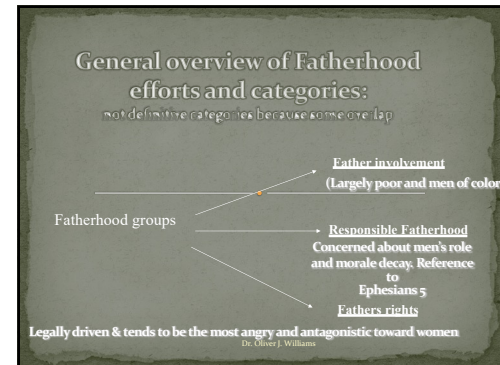 General overview of Fatherhood
efforts and categories:
not definitive categories because some overlap
Father involvement
(Largely poor and men of color
Fatherhood groups
Responsible Fatherhood
Concerned about men's role
and morale decay. Reference
to
Ephesians 5
Fathers rights
Legally driven & tends to be the most angry and antagonistic toward women
Dr. Oliver J. Williams